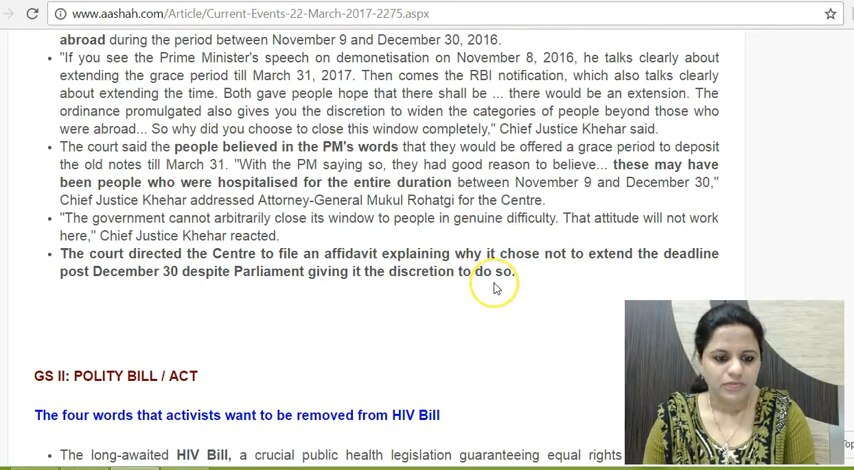 www.aashah.com/Article/Current-Events-22-March-2017-2275.aspx
abroad during the period between November 9 and December 30, 2016.
• "If you see the Prime Minister's speech on demonetisation on November 8, 2016, he talks clearly about
extending the grace period till March 31, 2017. Then comes the RBI notification, which also talks clearly
about extending the time. Both gave people hope that there shall be ... there would be an extension. The
ordinance promulgated also gives you the discretion to widen the categories of people beyond those who
were abroad... So why did you choose to close this window completely," Chief Justice Khehar said.
• The court said the people believed in the PM's words that they would be offered a grace period to deposit
the old notes till March 31. "With the PM saying so, they had good reason to believe... these may have
been people who were hospitalised for the entire duration between November 9 and December 30,"
Chief Justice Khehar addressed Attorney-General Mukul Rohatgi for the Centre.
• "The government cannot arbitrarily close its window to people in genuine difficulty. That attitude will not work
here," Chief Justice Khehar reacted.
• The court directed the Centre to file an affidavit explaining why it chose not to extend the deadline
post December 30 despite Parliament giving it the discretion to do so.
GS II: POLITY BILL / ACT
The four words that activists want to be removed from HIV Bill
• The long-awaited HIV Bill, a crucial public health legislation guaranteeing equal rights
Top